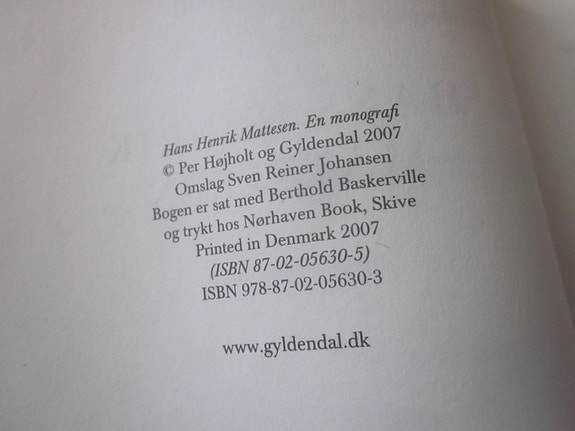 Hans Henrik Mattesen. En monografi
© Per Højholt og Gyldendal 2007
Omslag Sven Reiner Johansen
Bogen er sat med Berthold Baskerville
og trykt hos Nørhaven Book, Skive
Printed in Denmark 2007
(ISBN 87-02-05630-5)
ISBN 978-87-02-05630-3
www.gyldendal.dk